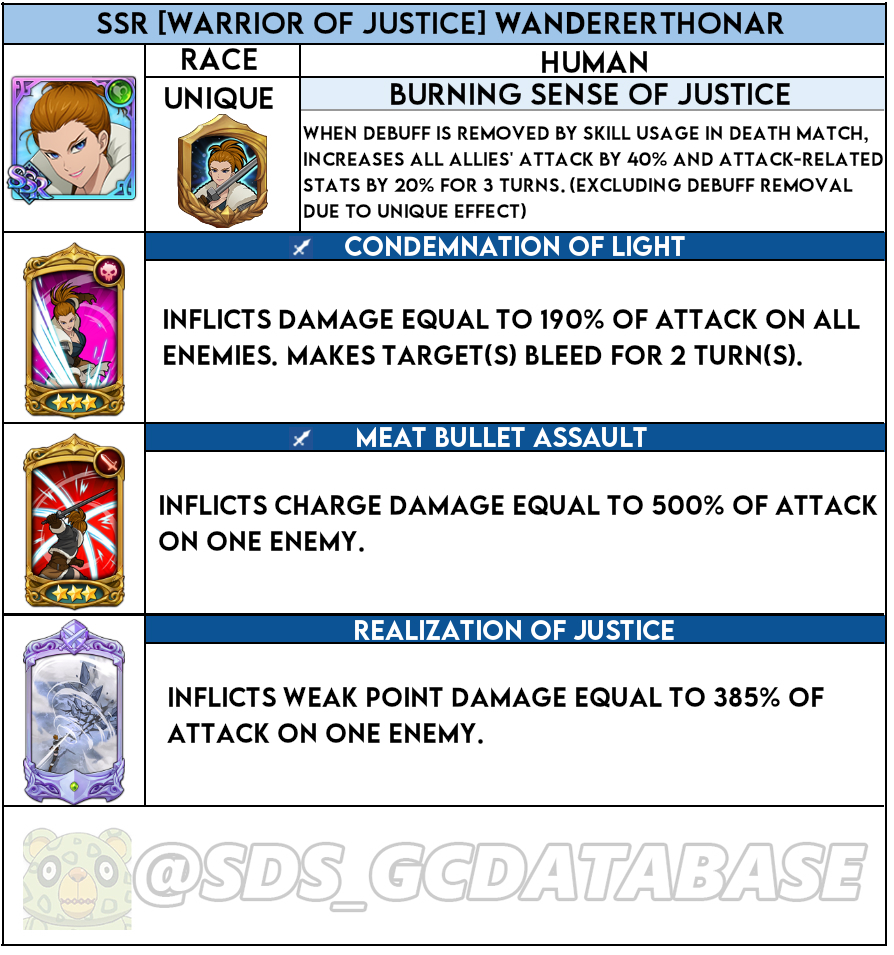 SSR [WARRIOR OF JUSTICE] WANDERERTHONAR
RACE
HUMAN
UNIQUE
BURNING SENSE OF JUSTICE
WHEN DEBUFF IS REMOVED BY SKILL USAGE IN DEATH MATCH,
INCREASES ALL ALLIES' ATTACK BY 40% AND ATTACK-RELATED
STATS BY 20% FOR 3 TURNS. (EXCLUDING DEBUFF REMOVAL
DUE TO UNIQUE EFFECT)
SSR
CONDEMNATION OF LIGHT
INFLICTS DAMAGE EQUAL TO 190% OF ATTACK ON ALL
ENEMIES. MAKES TARGET(S) BLEED FOR 2 TURN(S).
MEAT BULLET ASSAULT
INFLICTS CHARGE DAMAGE EQUAL TO 500% OF ATTACK
ON ONE ENEMY.
REALIZATION OF JUSTICE
INFLICTS WEAK POINT DAMAGE EQUAL TO 385% OF
ATTACK ON ONE ENEMY.
@SDS_GCDATABASE